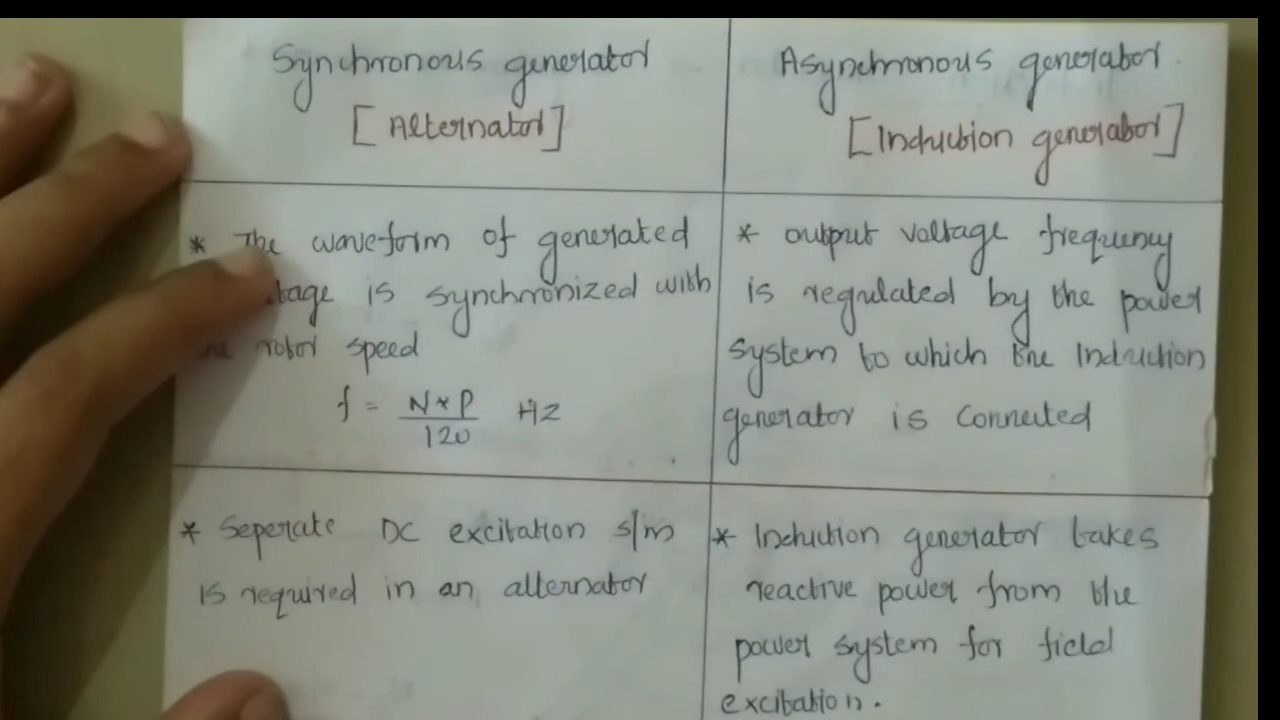 Synchronous generator
[Alternator]
* The waveform of generated
is synchronized with
rotor speed
f = N*P / 120 HZ
* Seperate DC excitation s/m
is required in an alternator
Asynchronous generator.
[Induction generator]
* output voltage frequency
is regulated by the power
system to which the Induction
generator is connected
* Induction generator takes
reactive power from the
power system for field
excitation.